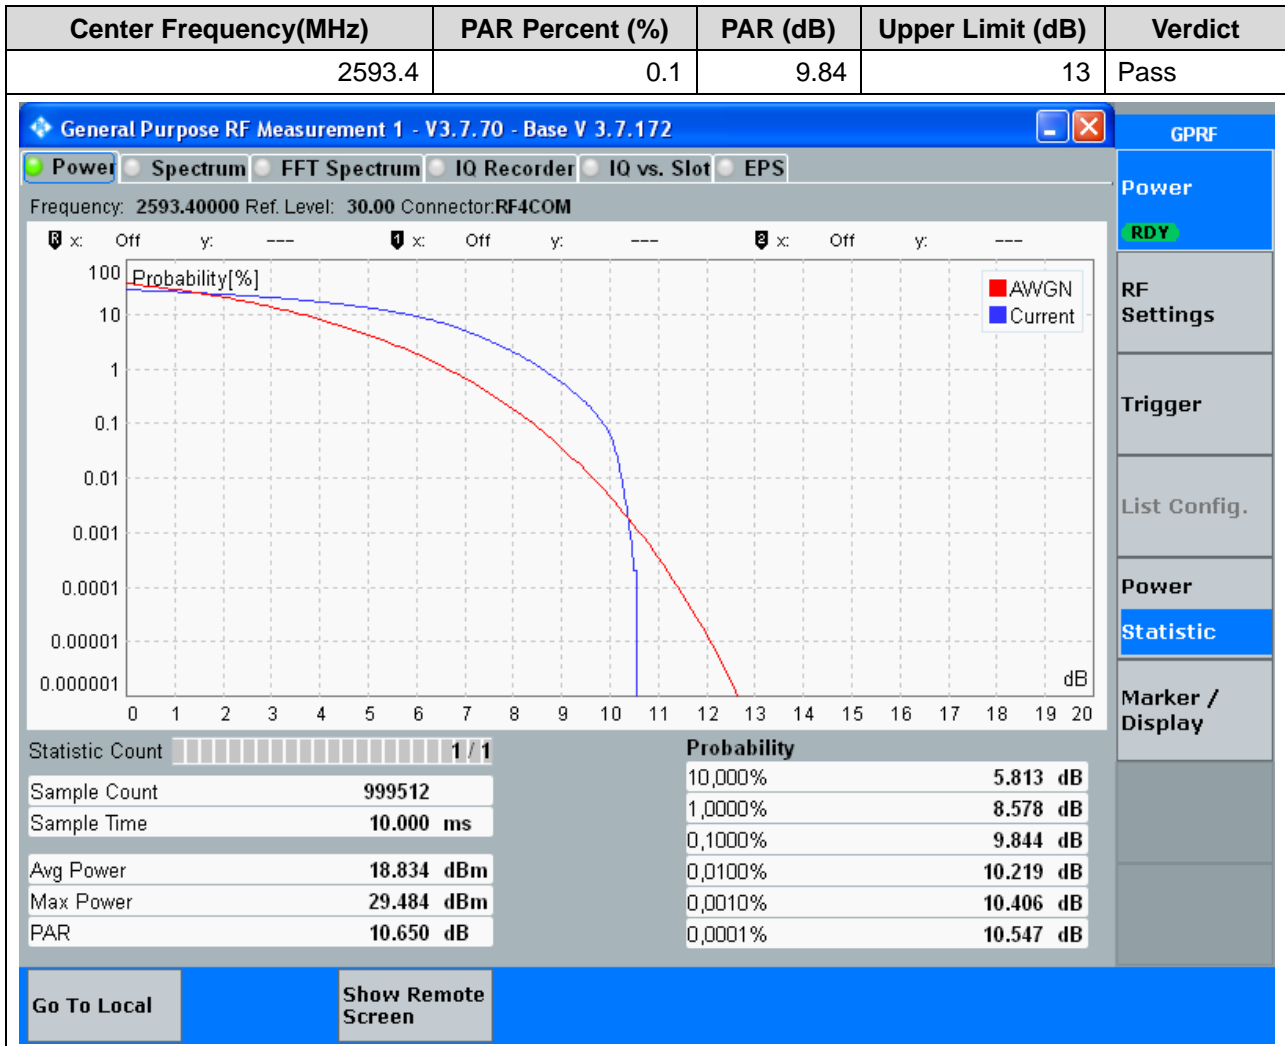 Center Frequency(MHz) PAR Percent (%) PAR (dB) Upper Limit (dB) Verdict
2593.4 0.1 9.84 13 Pass
General Purpose RF Measurement 1 - V3.7.70 - Base V 3.7.172
GPRF
Power Spectrum FFT Spectrum IQ Recorder IQ vs. Slot EPS
Power
RDY
Frequency: 2593.40000 Ref. Level: 30.00 Connector:RF4COM
R x: Off y: --- 1 x: Off y: --- 2 x: Off y: ---
Probability[%]
AWGN
Current
100
10
1
0.1
0.01
0.001
0.0001
0.00001
0.000001
dB
0 1 2 3 4 5 6 7 8 9 10 11 12 13 14 15 16 17 18 19 20
RF
Settings
Trigger
List Config.
Power
Statistic
Marker /
Display
Statistic Count 1 / 1
Sample Count 999512
Sample Time 10.000 ms
Avg Power 18.834 dBm
Max Power 29.484 dBm
PAR 10.650 dB
Probability
10,000% 5.813 dB
1,0000% 8.578 dB
0,1000% 9.844 dB
0,0100% 10.219 dB
0,0010% 10.406 dB
0,0001% 10.547 dB
Go To Local
Show Remote
Screen